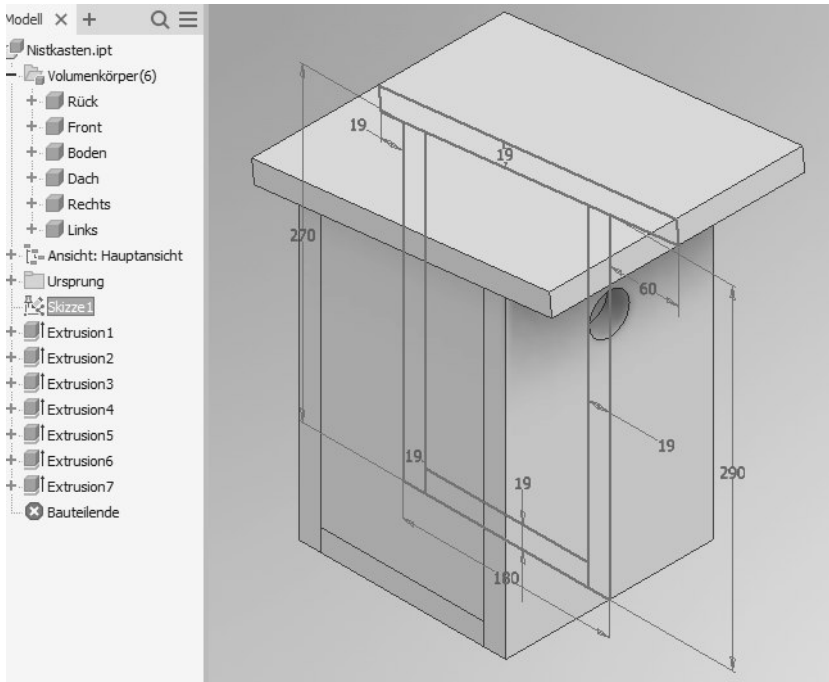 Modell × +
Nistkasten.ipt
Volumenkörper(6)
Rück
Front
Boden
Dach
Rechts
Links
Ansicht: Hauptansicht
Ursprung
Skizze1
Extrusion1
Extrusion2
Extrusion3
Extrusion4
Extrusion5
Extrusion6
Extrusion7
Bauteilende
19
19
270
60
19
19
19
290
180